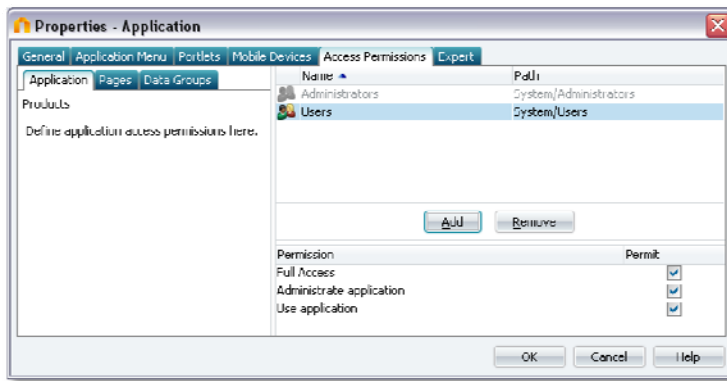 Properties - Application
General Application Menu Portlets Mobile Devices Access Permissions Expert
Application Pages Data Groups
Products
Define application access permissions here.
Name Path
Administrators System/Administrators
Users System/Users
Add Remove
Permission Permit
Full Access
Administrate application
Use application
OK Cancel Help